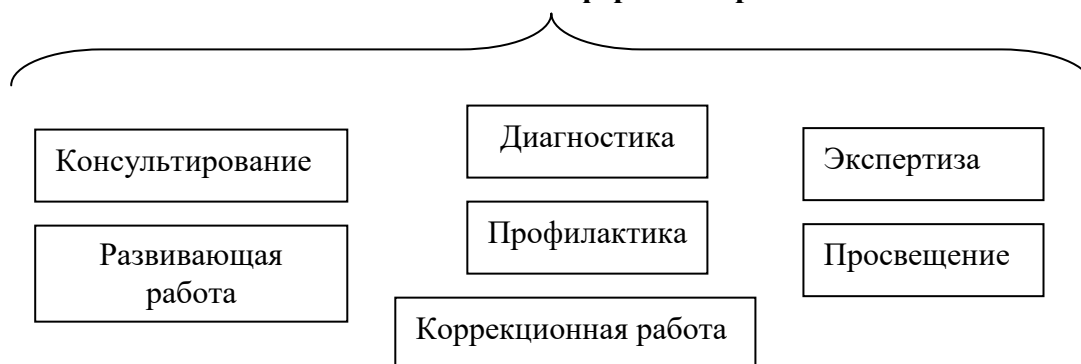 Диагностика
Консультирование
Экспертиза
Профилактика
Развивающая
работа
Просвещение
Коррекционная работа